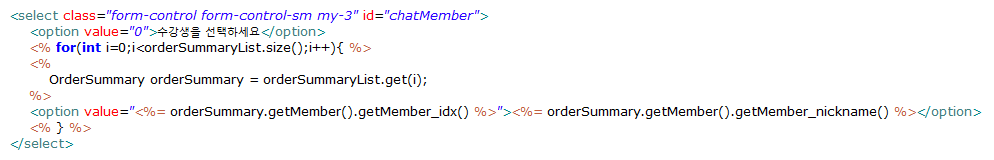 <select class="form-control form-control-sm my-3" id="chatMember">
<option value="0">수강생을 선택하세요</option>
<% for(int i=0;i<orderSummaryList.size();i++){ %>
<%
OrderSummary orderSummary = orderSummaryList.get(i);
%>
<option value="<%= orderSummary.getMember().getMember_idx() %>"><%= orderSummary.getMember().getMember_nickname() %></option>
<% } %>
</select>